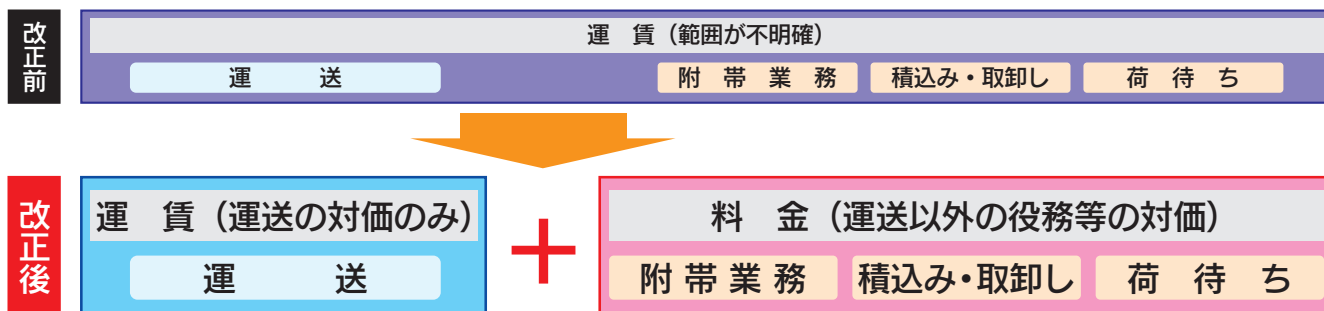 改正前
運　賃（範囲が不明確）
運　送　附帯業務　積込み・取卸し　荷待ち
改正後
運　賃（運送の対価のみ）　＋　料　金（運送以外の役務等の対価）
運　送　附帯業務　積込み・取卸し　荷待ち